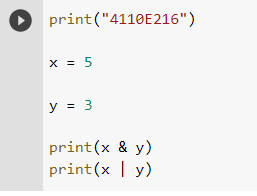 print("4110E216")
x = 5
y = 3
print(x & y)
print(x | y)